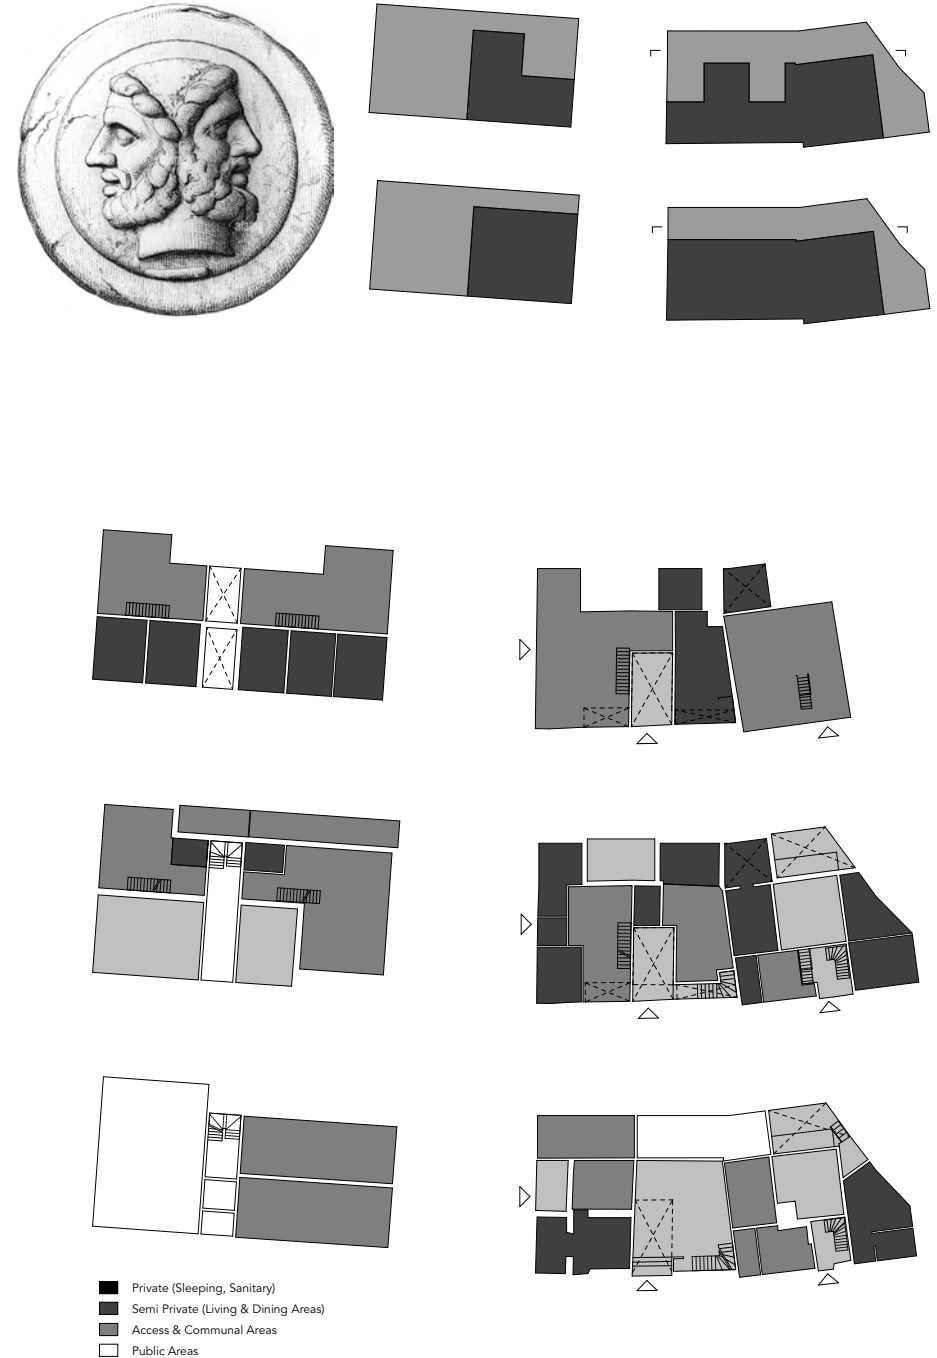 Private (Sleeping, Sanitary)
Semi Private (Living & Dining Areas)
Access & Communal Areas
Public Areas